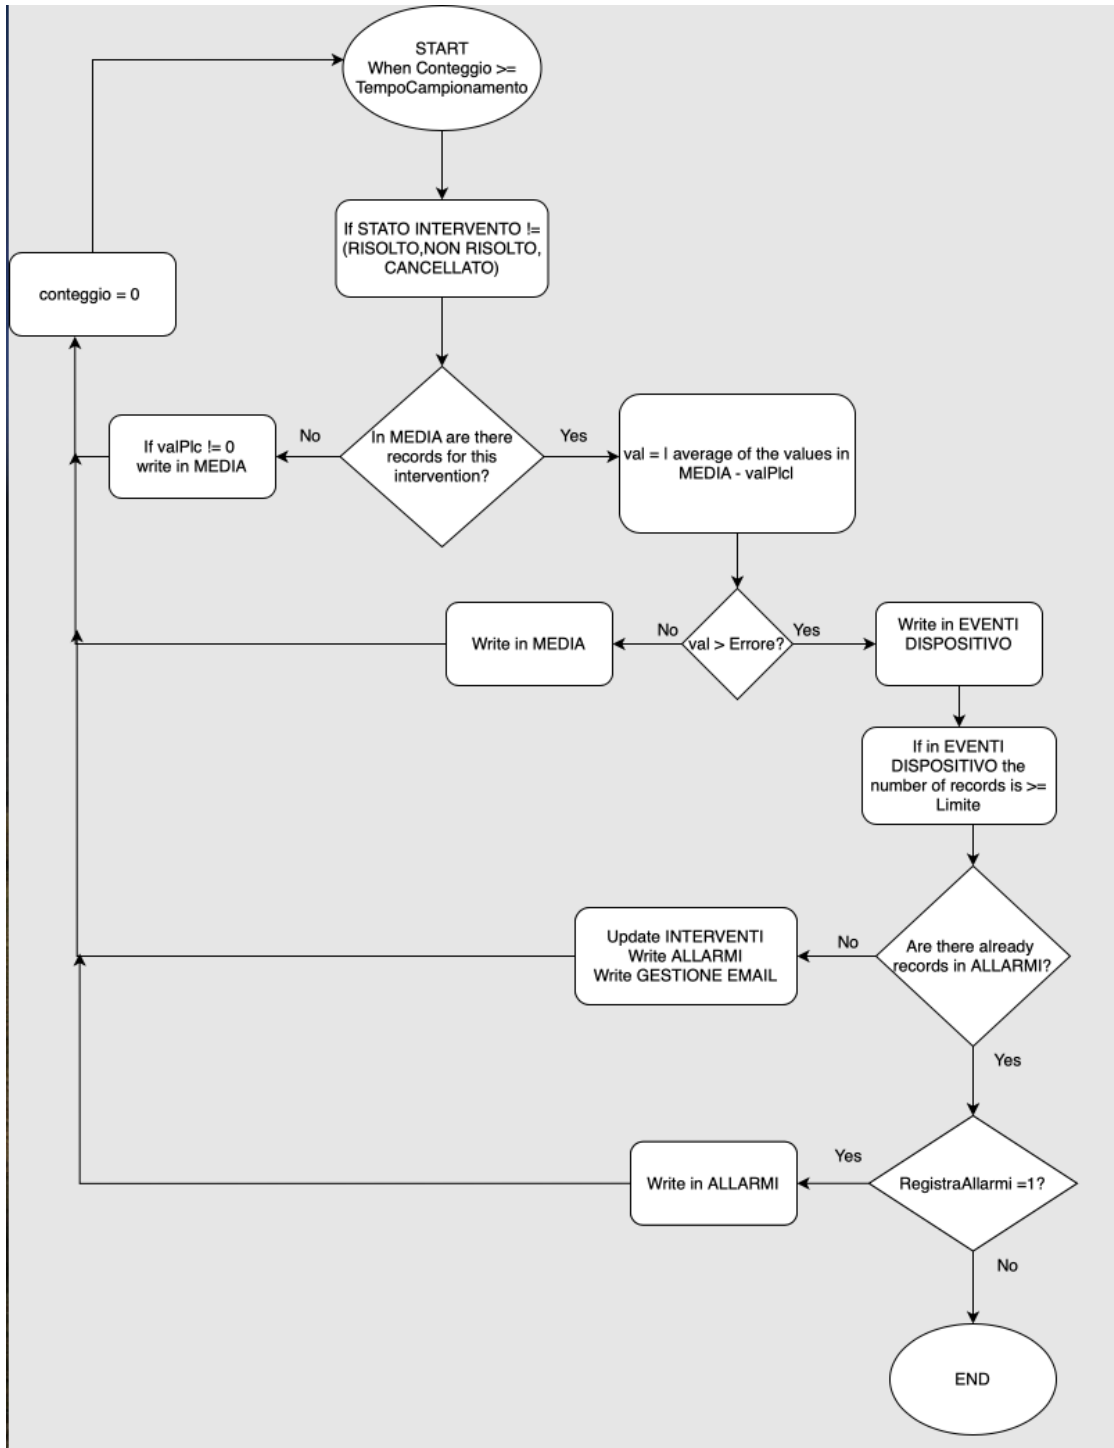 START
When Conteggio >=
TempoCampionamento
If STATO INTERVENTO !=
(RISOLTO,NON RISOLTO,
CANCELLATO)
conteggio = 0
In MEDIA are there
records for this
intervention?
No
Yes
If valPlc != 0
write in MEDIA
val = | average of the values in
MEDIA - valPlc|
val > Errore?
No
Yes
Write in MEDIA
Write in EVENTI
DISPOSITIVO
If in EVENTI
DISPOSITIVO the
number of records is >=
Limite
Are there already
records in ALLARMI?
No
Update INTERVENTI
Write ALLARMI
Write GESTIONE EMAIL
Yes
RegistraAllarmi =1?
Yes
Write in ALLARMI
No
END